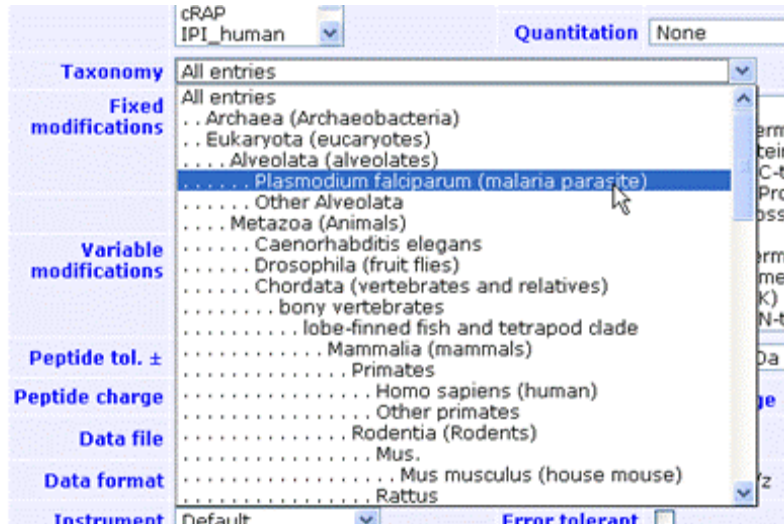 cRAP
IPI_human
Quantitation None
Taxonomy All entries
Fixed modifications
All entries
. . Archaea (Archaeobacteria)
. . Eukaryota (eucaryotes)
. . . . Alveolata (alveolates)
. . . . . . Plasmodium falciparum (malaria parasite)
. . . . . . Other Alveolata
. . . . Metazoa (Animals)
. . . . . . Caenorhabditis elegans
. . . . . . Drosophila (fruit flies)
. . . . . . Chordata (vertebrates and relatives)
. . . . . . . . bony vertebrates
. . . . . . . . . . lobe-finned fish and tetrapod clade
. . . . . . . . . . . . Mammalia (mammals)
. . . . . . . . . . . . . . Primates
. . . . . . . . . . . . . . . . Homo sapiens (human)
. . . . . . . . . . . . . . . . Other primates
. . . . . . . . . . . . . . Rodentia (Rodents)
. . . . . . . . . . . . . . . . Mus.
. . . . . . . . . . . . . . . . . . Mus musculus (house mouse)
. . . . . . . . . . . . . . . . Rattus
Variable modifications
Peptide tol. ±
Da
Peptide charge
Data file
Data format
Instrument Default
Error tolerant